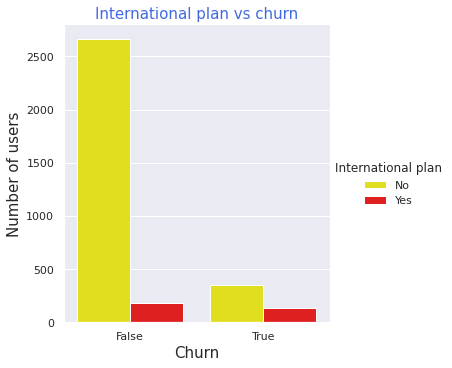 International plan vs churn
Number of users
2500
2000
1500
1000
500
0
False
True
Churn
International plan
No
Yes